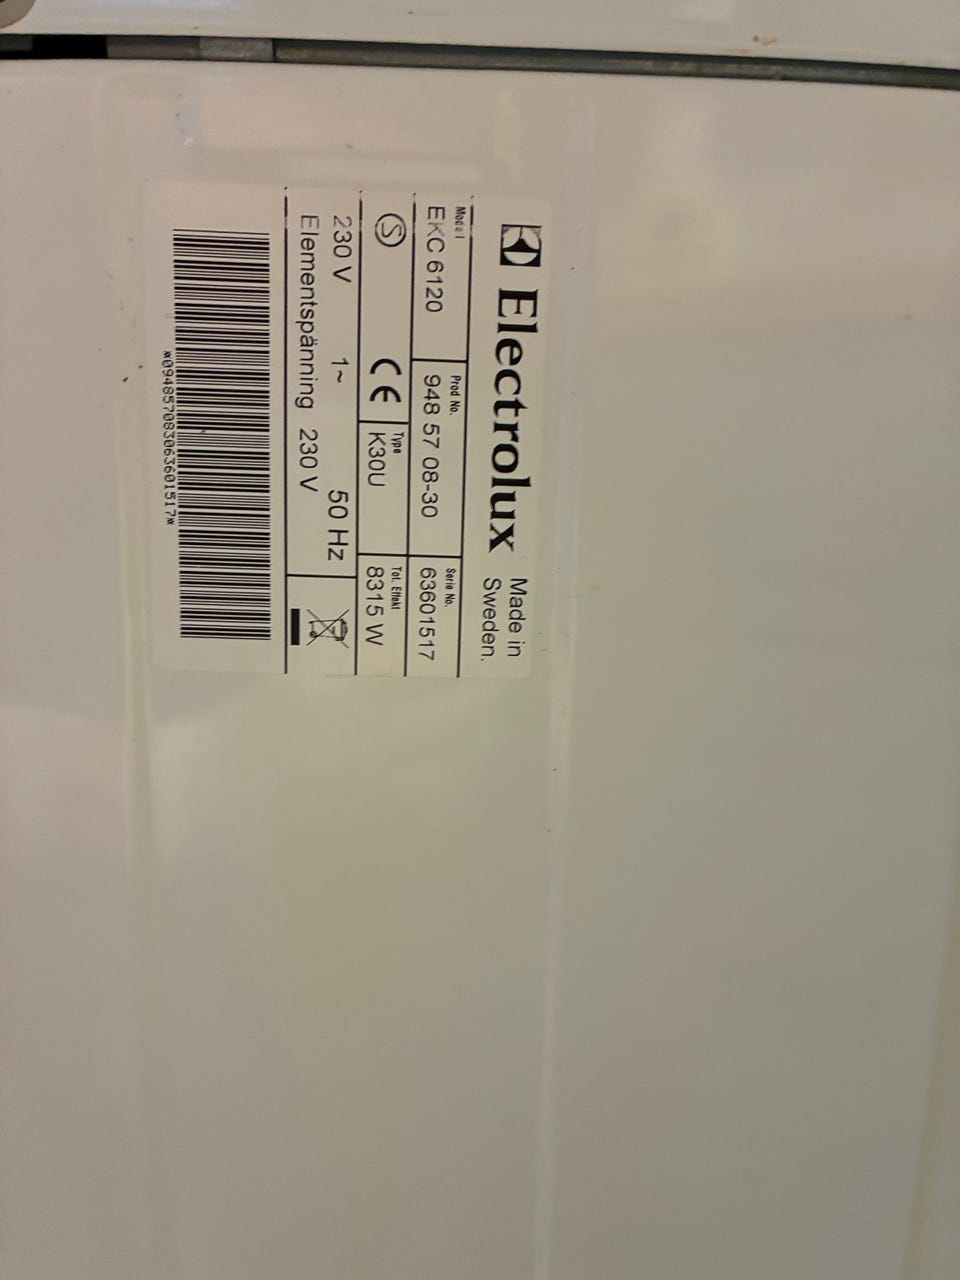 Electrolux Made in
Sweden.
Model Prod No. Serie No.
EKC 6120 948 57 08-30 63601517
S CE Type K30U Tot. Effekt 8315 W
230 V 1~ 50 Hz
Elementspänning 230 V
*094857083063601517*